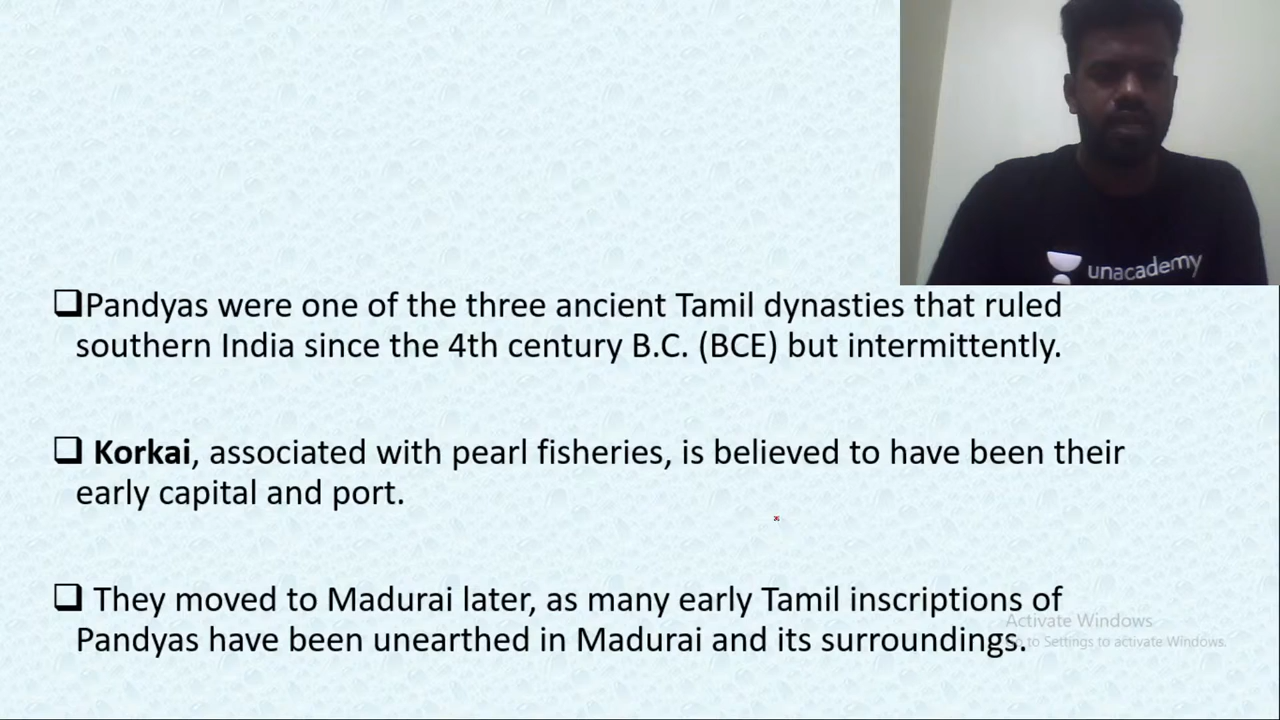 unacademy
❑Pandyas were one of the three ancient Tamil dynasties that ruled
southern India since the 4th century B.C. (BCE) but intermittently.
❑ Korkai, associated with pearl fisheries, is believed to have been their
early capital and port.
❑ They moved to Madurai later, as many early Tamil inscriptions of
Pandyas have been unearthed in Madurai and its surroundings.
Activate Windows
to Settings to activate Windows.